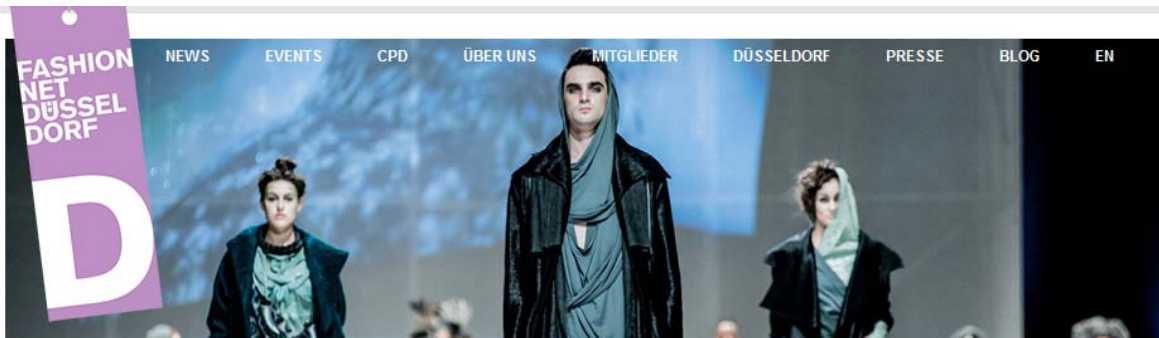 FASHION
NET
DÜSSEL
DORF
D
NEWS EVENTS CPD ÜBER UNS MITGLIEDER DÜSSELDORF PRESSE BLOG EN